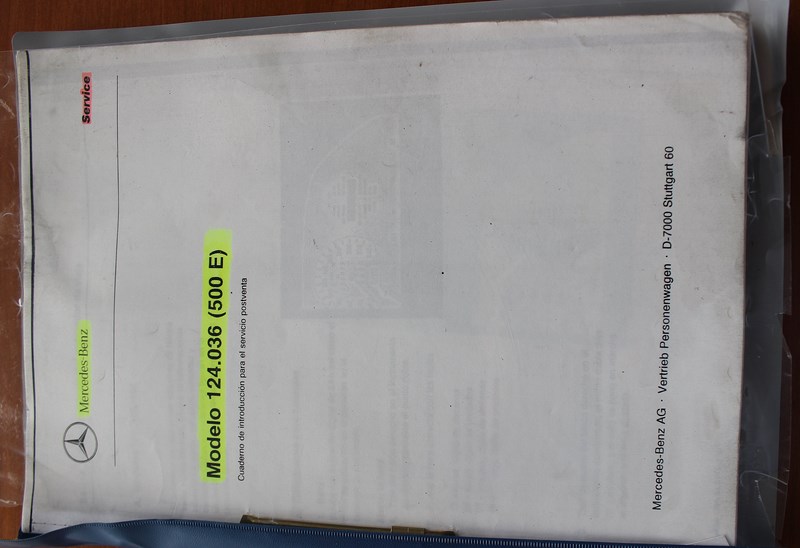 Mercedes Benz
Service
Modelo 124.036 (500 E)
Cuaderno de introducción para el servicio postventa
Mercedes-Benz AG · Vertrieb Personenwagen · D-7000 Stuttgart 60